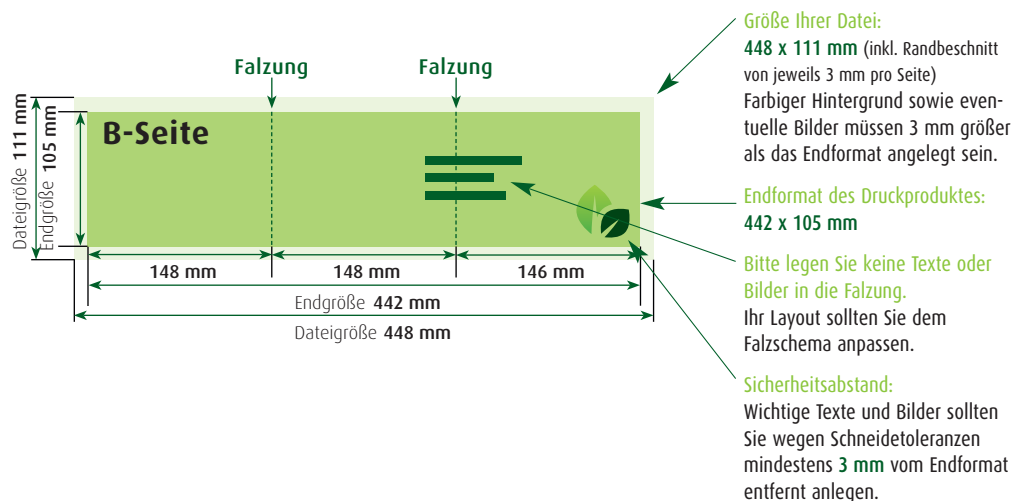 Falzung
Falzung
B-Seite
Dateigröße 111 mm
Endgröße 105 mm
148 mm
148 mm
146 mm
Endgröße 442 mm
Dateigröße 448 mm
Größe Ihrer Datei:
448 x 111 mm (inkl. Randbeschnitt
von jeweils 3 mm pro Seite)
Farbiger Hintergrund sowie even-
tuelle Bilder müssen 3 mm größer
als das Endformat angelegt sein.
Endformat des Druckproduktes:
442 x 105 mm
Bitte legen Sie keine Texte oder
Bilder in die Falzung.
Ihr Layout sollten Sie dem
Falzschema anpassen.
Sicherheitsabstand:
Wichtige Texte und Bilder sollten
Sie wegen Schneidetoleranzen
mindestens 3 mm vom Endformat
entfernt anlegen.